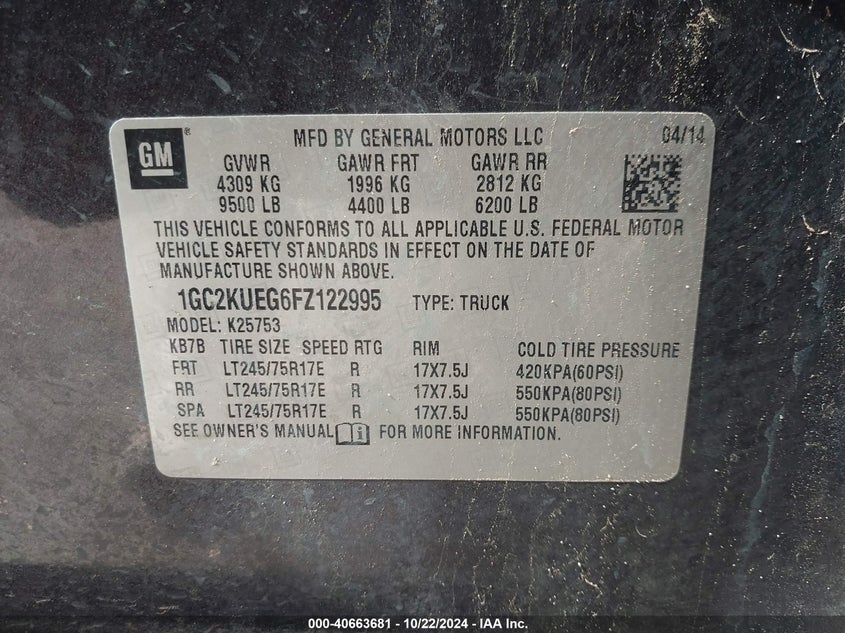 GM ® MFD BY GENERAL MOTORS LLC 04/14
GVWR GAWR FRT GAWR RR
4309 KG 1996 KG 2812 KG
9500 LB 4400 LB 6200 LB
THIS VEHICLE CONFORMS TO ALL APPLICABLE U.S. FEDERAL MOTOR
VEHICLE SAFETY STANDARDS IN EFFECT ON THE DATE OF
MANUFACTURE SHOWN ABOVE.
1GC2KUEG6FZ122995 TYPE: TRUCK
MODEL: K25753
KB7B TIRE SIZE SPEED RTG RIM COLD TIRE PRESSURE
FRT LT245/75R17E R 17X7.5J 420KPA(60PSI)
RR LT245/75R17E R 17X7.5J 550KPA(80PSI)
SPA LT245/75R17E R 17X7.5J 550KPA(80PSI)
SEE OWNER'S MANUAL i FOR MORE INFORMATION.
000-40663681 - 10/22/2024 - IAA Inc.